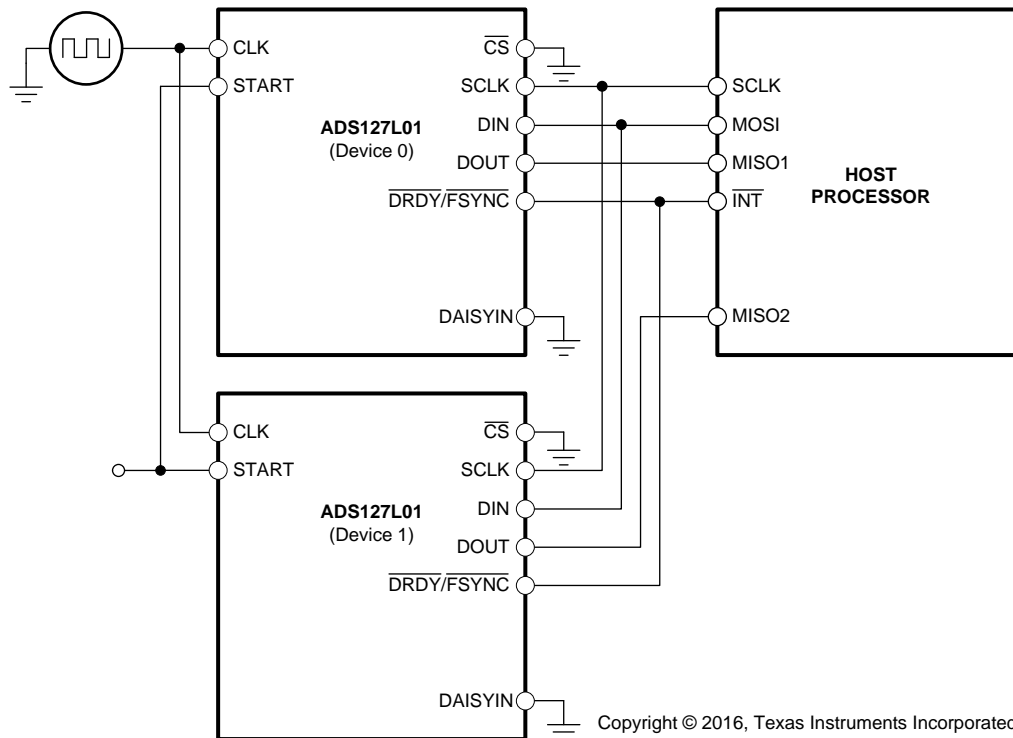 CLK
START
ADS127L01
(Device 0)
CS
SCLK
DIN
DOUT
DRDY/FSYNC
DAISYIN
SCLK
MOSI
MISO1
INT
MISO2
HOST
PROCESSOR
CLK
START
ADS127L01
(Device 1)
CS
SCLK
DIN
DOUT
DRDY/FSYNC
DAISYIN
Copyright © 2016, Texas Instruments Incorporated